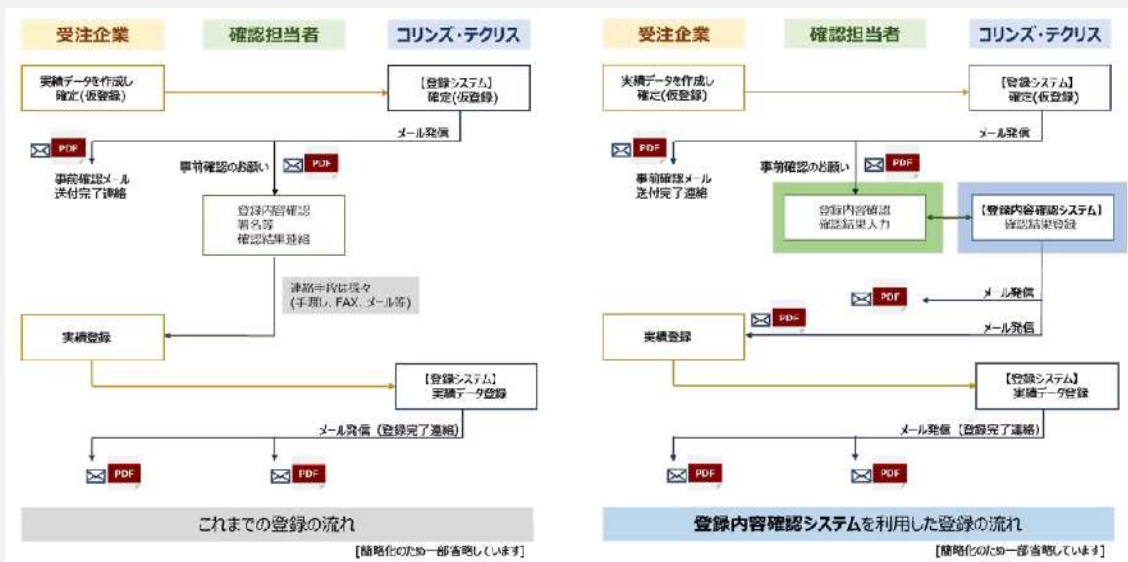 受注企業
確認担当者
コリンズ・テクリス
実績データを作成し
確定(仮登録)
【登録システム】
確定(仮登録)
メール発信
PDF
事前確認メール
送付完了連絡
事前確認のお願い
PDF
登録内容確認
署名等
確認結果連絡
連絡手段は様々
(手渡し、FAX、メール等)
実績登録
【登録システム】
実績データ登録
メール発信(登録完了連絡)
PDF
PDF
これまでの登録の流れ
[簡略化のため一部省略しています]
受注企業
確認担当者
コリンズ・テクリス
実績データを作成し
確定(仮登録)
【登録システム】
確定(仮登録)
メール発信
PDF
事前確認メール
送付完了連絡
事前確認のお願い
PDF
登録内容確認
確認結果入力
【登録内容確認システム】
確認結果登録
メール発信
PDF
メール発信
PDF
実績登録
【登録システム】
実績データ登録
メール発信(登録完了連絡)
PDF
PDF
登録内容確認システムを利用した登録の流れ
[簡略化のため一部省略しています]